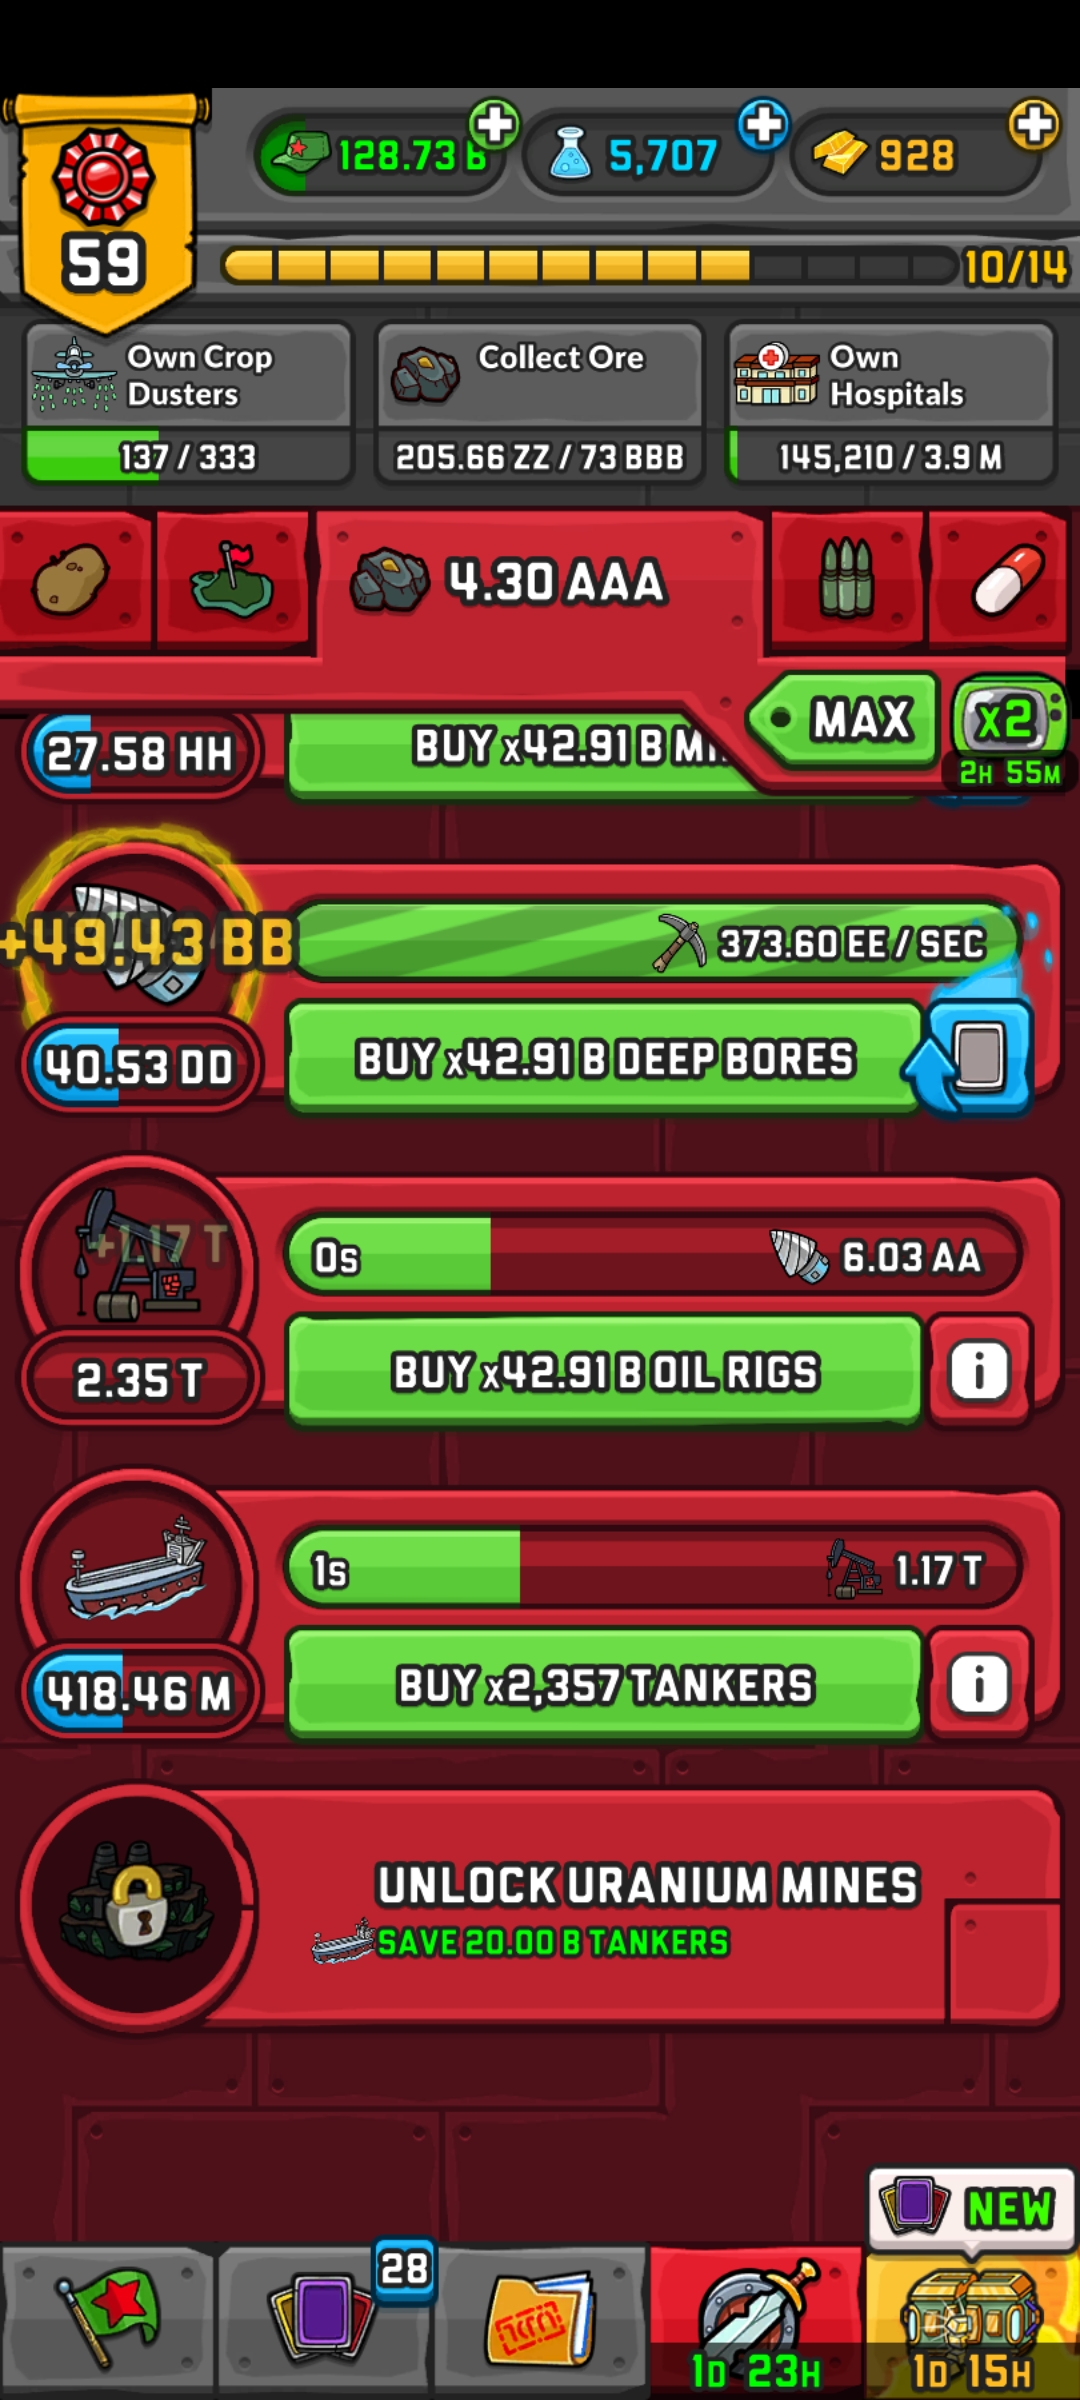 128.73 B
5,707
928
59
10/14
Own Crop
Dusters
137 / 333
Collect Ore
205.66 ZZ / 73 BBB
Own
Hospitals
145,210 / 3.9 M
4.30 AAA
MAX
x2
2H 55M
27.58 HH
BUY x42.91 B
+49.43 BB
373.60 EE / SEC
40.53 DD
BUY x42.91 B DEEP BORES
+1.17 T
0s
6.03 AA
2.35 T
BUY x42.91 B OIL RIGS
i
1s
1.17 T
418.46 M
BUY x2,357 TANKERS
i
UNLOCK URANIUM MINES
SAVE 20.00 B TANKERS
NEW
28
1D 23H
1D 15H